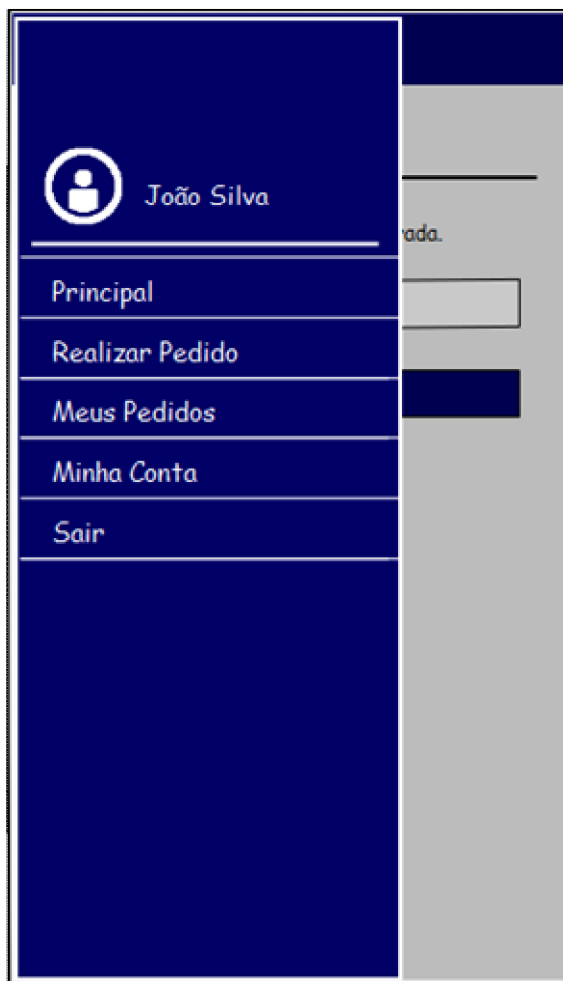 João Silva
Principal
Realizar Pedido
Meus Pedidos
Minha Conta
Sair